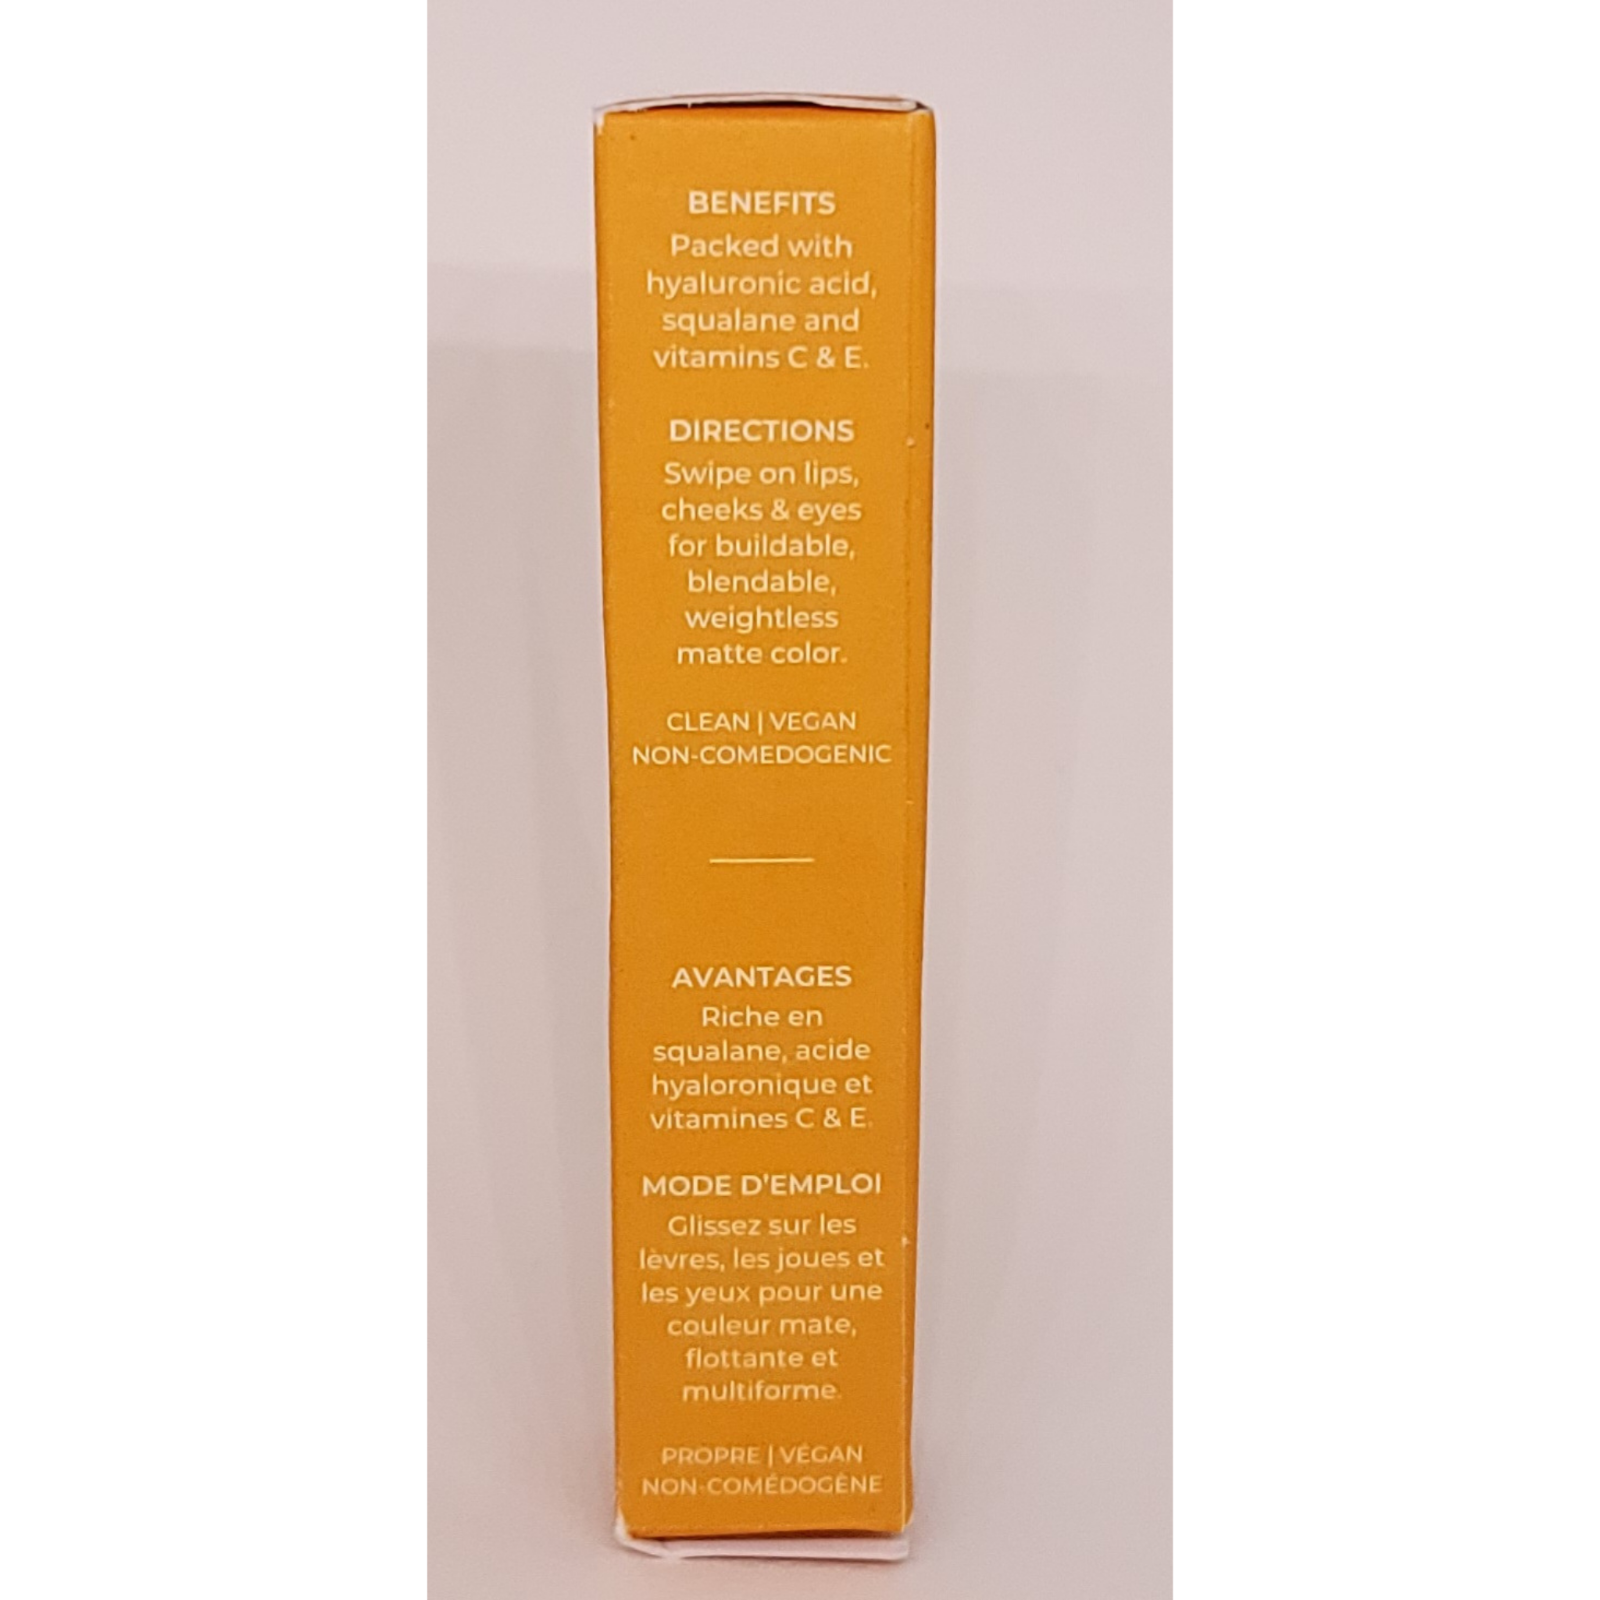 BENEFITS
Packed with
hyaluronic acid,
squalane and
vitamins C & E.
DIRECTIONS
Swipe on lips,
cheeks & eyes
for buildable,
blendable,
weightless
matte color.
CLEAN | VEGAN
NON-COMEDOGENIC
AVANTAGES
Riche en
squalane, acide
hyaloronique et
vitamines C & E.
MODE D'EMPLOI
Glissez sur les
lèvres, les joues et
les yeux pour une
couleur mate,
flottante et
multiforme.
PROPRE | VÉGAN
NON-COMÉDOGÈNE